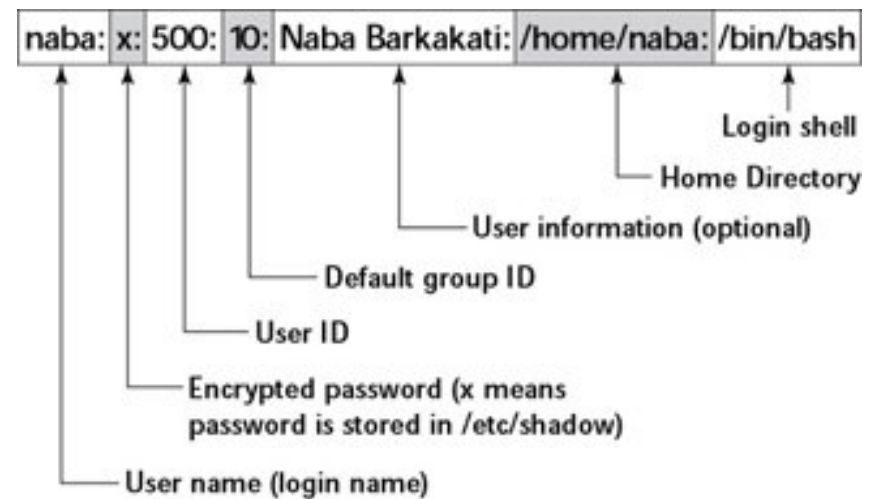 naba: x: 500: 10: Naba Barkakati: /home/naba: /bin/bash
Login shell
Home Directory
User information (optional)
Default group ID
User ID
Encrypted password (x means
password is stored in /etc/shadow)
User name (login name)